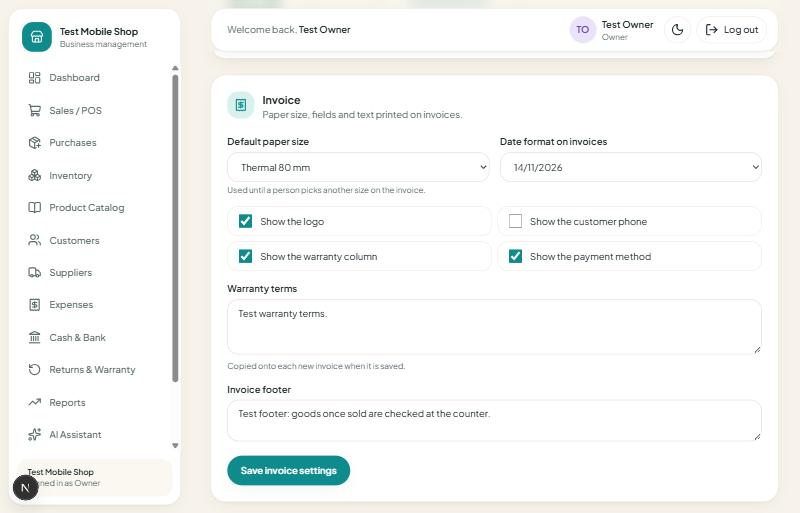 Test Mobile Shop
Business management
Dashboard
Sales / POS
Purchases
Inventory
Product Catalog
Customers
Suppliers
Expenses
Cash & Bank
Returns & Warranty
Reports
AI Assistant
Test Mobile Shop
in as Owner
N
Welcome back, Test Owner
TO
Test Owner
Owner
Log out
Invoice
Paper size, fields and text printed on invoices.
Default paper size
Date format on invoices
Thermal 80 mm
14/11/2026
Used until a person picks another size on the invoice.
Show the logo
Show the customer phone
Show the warranty column
Show the payment method
Warranty terms
Test warranty terms.
Copied onto each new invoice when it is saved.
Invoice footer
Test footer: goods once sold are checked at the counter.
Save invoice settings